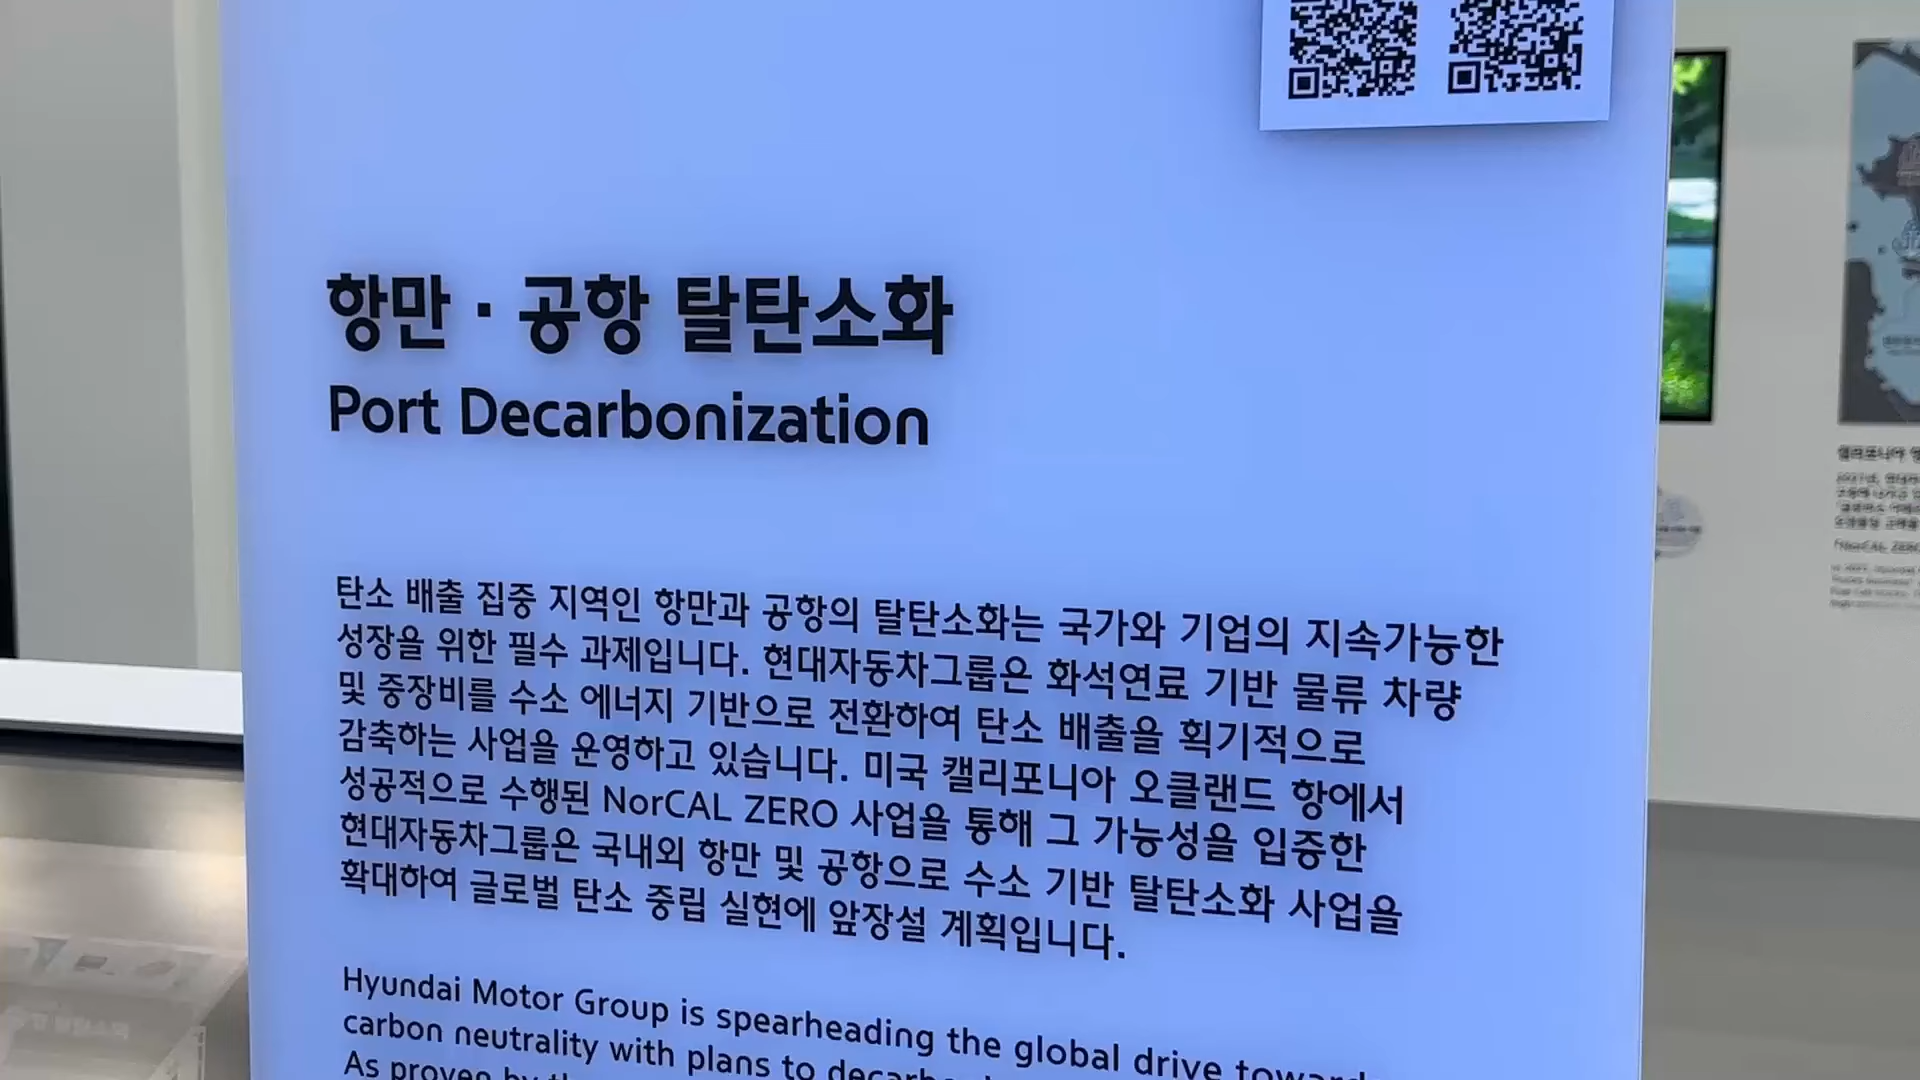 항만 · 공항 탈탄소화
Port Decarbonization
탄소 배출 집중 지역인 항만과 공항의 탈탄소화는 국가와 기업의 지속가능한
성장을 위한 필수 과제입니다. 현대자동차그룹은 화석연료 기반 물류 차량
및 중장비를 수소 에너지 기반으로 전환하여 탄소 배출을 획기적으로
감축하는 사업을 운영하고 있습니다. 미국 캘리포니아 오클랜드 항에서
성공적으로 수행된 NorCAL ZERO 사업을 통해 그 가능성을 입증한
현대자동차그룹은 국내외 항만 및 공항으로 수소 기반 탈탄소화 사업을
확대하여 글로벌 탄소 중립 실현에 앞장설 계획입니다.
Hyundai Motor Group is spearheading the global drive
carbon neutrality with plans to
As proven by
캘리포니아